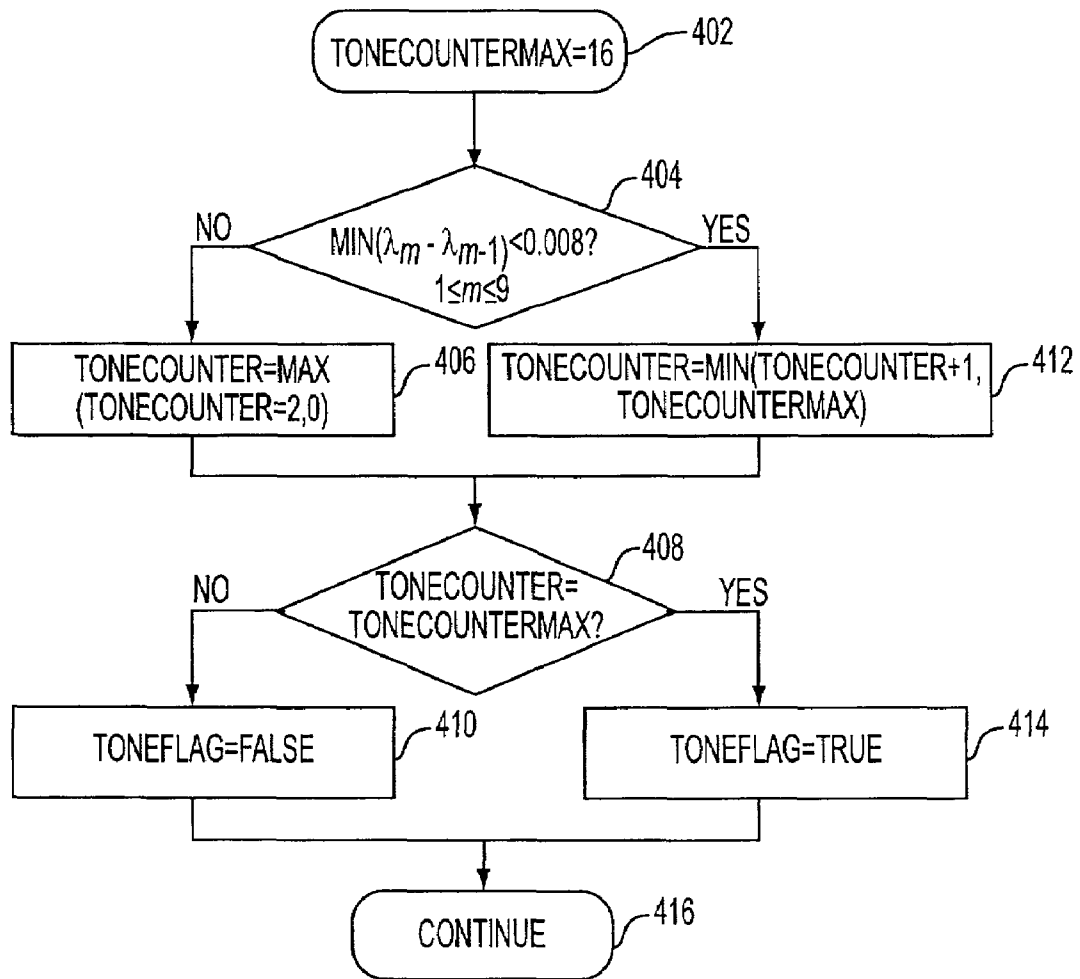 TONECOUNTERMAX=16
402
404
NO
YES
MIN(λm - λm-1)<0.008?
1≤m≤9
TONECOUNTER=MAX
(TONECOUNTER=2,0)
406
TONECOUNTER=MIN(TONECOUNTER+1,
TONECOUNTERMAX)
412
408
NO
YES
TONECOUNTER=
TONECOUNTERMAX?
TONEFLAG=FALSE
410
TONEFLAG=TRUE
414
CONTINUE
416